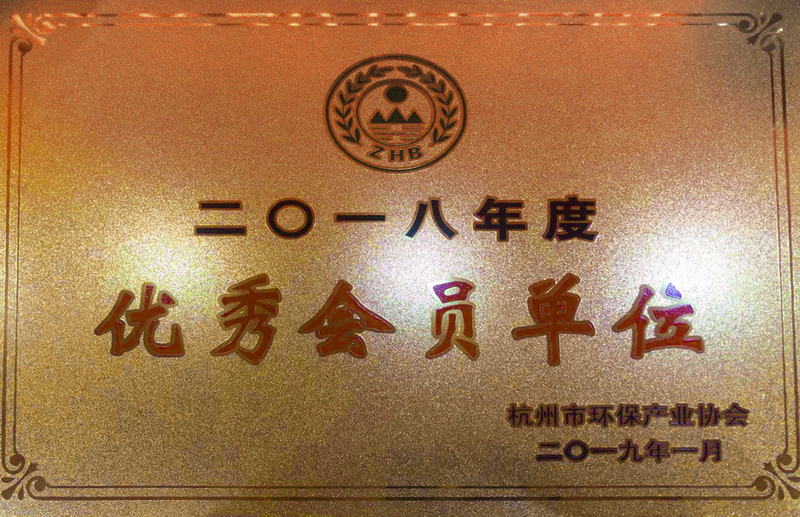 ZHB
二〇一八年度
优秀会员单位
杭州市环保产业协会
二〇一九年一月